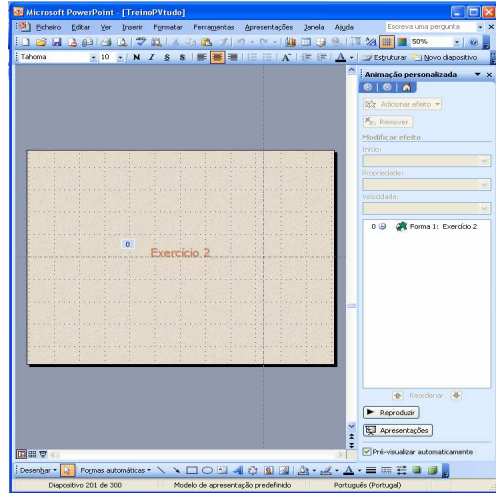 Microsoft PowerPoint - [TreinoPVtudo]
Ficheiro Editar Ver Inserir Formatar Ferramentas Apresentações Janela Ajuda Escreva uma pergunta
50%
Tahoma 10 N I S S Estruturar Novo diapositivo
Animação personalizada
Adicionar efeito
Remover
Modificar efeito
Início:
Propriedade:
Velocidade:
0 Forma 1: Exercício 2
0
Exercício 2
Reordenar
Reproduzir
Apresentações
Pré-visualizar automaticamente
Desenhar Formas automáticas
Diapositivo 201 de 300 Modelo de apresentação predefinido Português (Portugal)